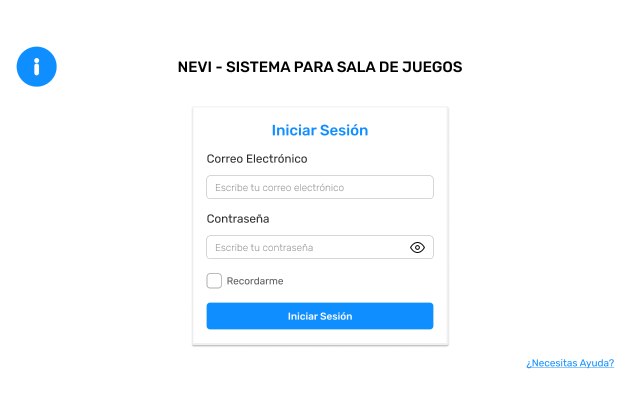 NEVI - SISTEMA PARA SALA DE JUEGOS
Iniciar Sesión
Correo Electrónico
Escribe tu correo electrónico
Contraseña
Escribe tu contraseña
Recordarme
Iniciar Sesión
¿Necesitas Ayuda?